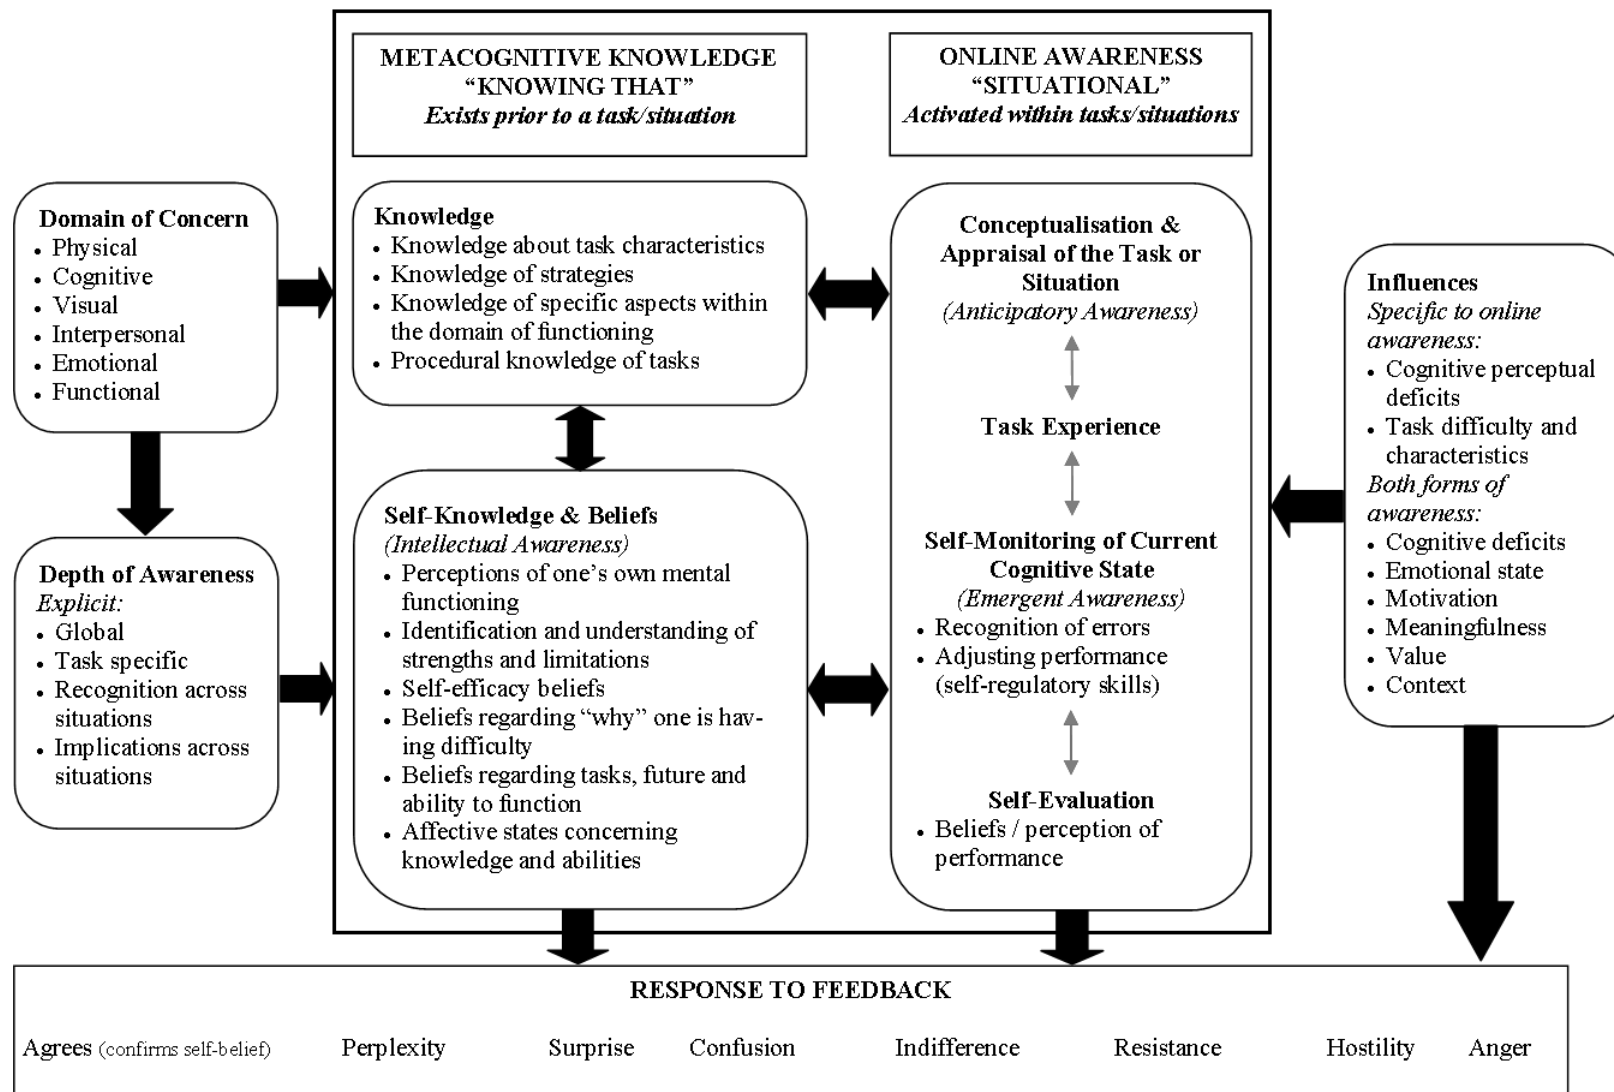 METACOGNITIVE KNOWLEDGE
“KNOWING THAT”
Exists prior to a task/situation
ONLINE AWARENESS
“SITUATIONAL”
Activated within tasks/situations
Domain of Concern
• Physical
• Cognitive
• Visual
• Interpersonal
• Emotional
• Functional
Depth of Awareness
Explicit:
• Global
• Task specific
• Recognition across
situations
• Implications across
situations
Knowledge
• Knowledge about task characteristics
• Knowledge of strategies
• Knowledge of specific aspects within
the domain of functioning
• Procedural knowledge of tasks
Self-Knowledge & Beliefs
(Intellectual Awareness)
• Perceptions of one’s own mental
functioning
• Identification and understanding of
strengths and limitations
• Self-efficacy beliefs
• Beliefs regarding “why” one is hav-
ing difficulty
• Beliefs regarding tasks, future and
ability to function
• Affective states concerning
knowledge and abilities
Conceptualisation &
Appraisal of the Task or
Situation
(Anticipatory Awareness)
Task Experience
Self-Monitoring of Current
Cognitive State
(Emergent Awareness)
• Recognition of errors
• Adjusting performance
(self-regulatory skills)
Self-Evaluation
• Beliefs / perception of
performance
Influences
Specific to online
awareness:
• Cognitive perceptual
deficits
• Task difficulty and
characteristics
Both forms of
awareness:
• Cognitive deficits
• Emotional state
• Motivation
• Meaningfulness
• Value
• Context
RESPONSE TO FEEDBACK
Agrees (confirms self-belief) Perplexity Surprise Confusion Indifference Resistance Hostility Anger